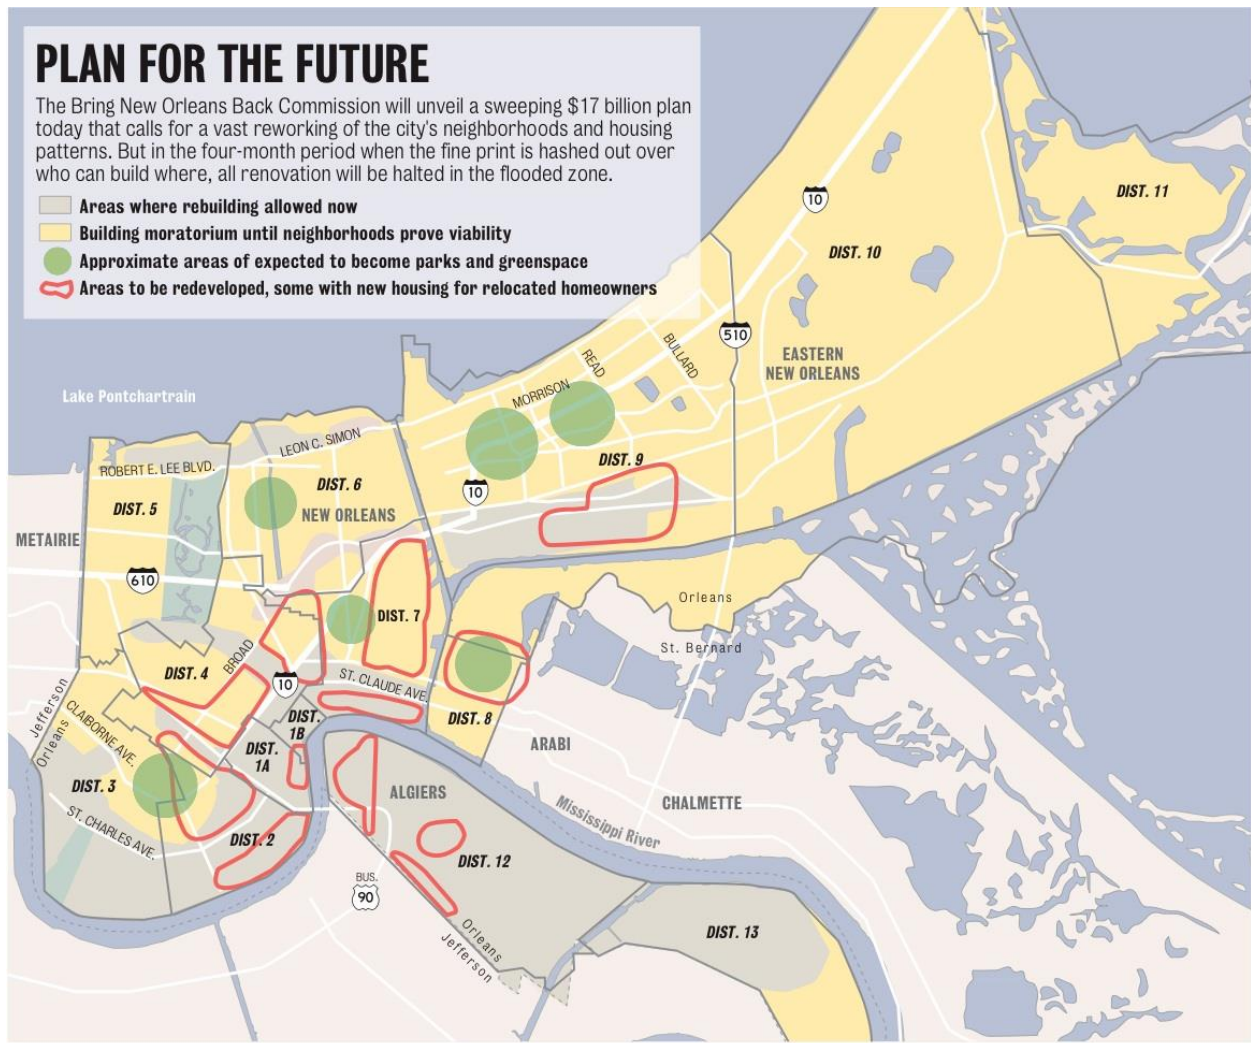 PLAN FOR THE FUTURE
The Bring New Orleans Back Commission will unveil a sweeping $17 billion plan
today that calls for a vast reworking of the city's neighborhoods and housing
patterns. But in the four-month period when the fine print is hashed out over
who can build where, all renovation will be halted in the flooded zone.
Areas where rebuilding allowed now
Building moratorium until neighborhoods prove viability
Approximate areas of expected to become parks and greenspace
Areas to be redeveloped, some with new housing for relocated homeowners
DIST. 11
10
DIST. 10
510
BULLARD
READ
EASTERN
NEW ORLEANS
MORRISON
Lake Pontchartrain
LEON C. SIMON
ROBERT E. LEE BLVD.
DIST. 9
DIST. 6
10
DIST. 5
NEW ORLEANS
METAIRIE
610
Orleans
St. Bernard
DIST. 7
BROAD
DIST. 4
10
ST. CLAUDE AVE.
Jefferson
Orleans
CLAIBORNE AVE.
DIST.
1B
DIST. 8
DIST.
1A
ARABI
DIST. 3
ALGIERS
CHALMETTE
Mississippi River
ST. CHARLES AVE.
DIST. 2
DIST. 12
BUS.
90
Orleans
Jefferson
DIST. 13